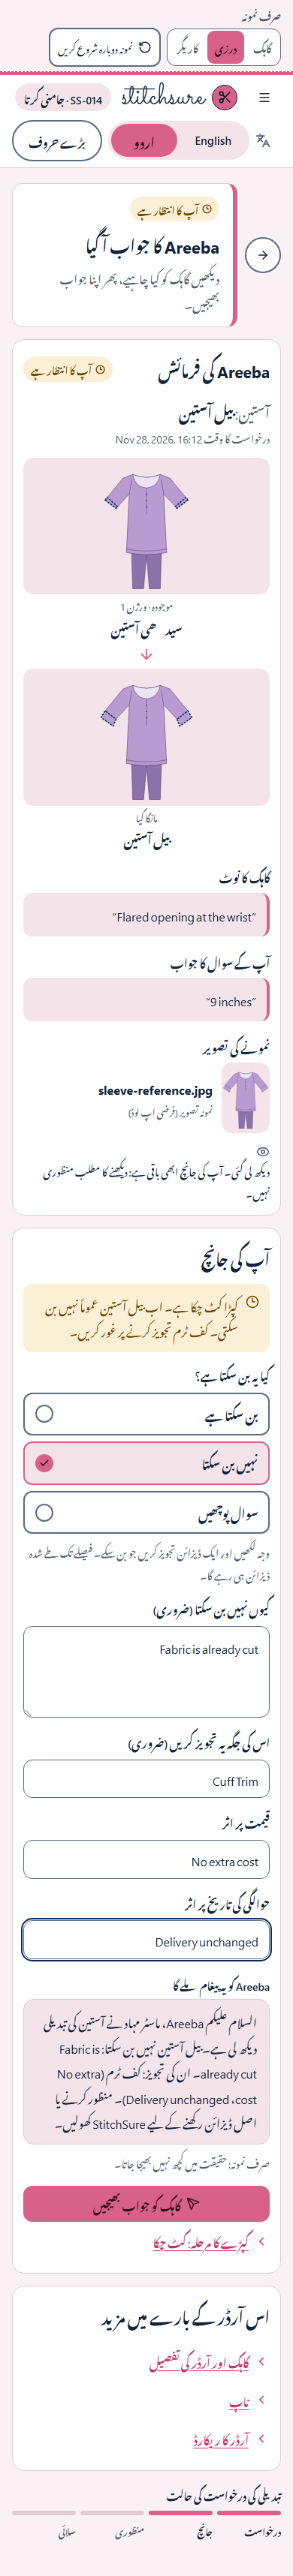 صرف نمونہ
گاہک
درزی
کاریگر
نمونہ دوبارہ شروع کریں
stitchsure
SS-014 · جامنی کرتا
English
اردو
بڑے حروف
آپ کا انتظار ہے
Areeba کا جواب آ گیا
دیکھیں گاہک کو کیا چاہیے، پھر اپنا جواب
بھیجیں۔
Areeba کی فرمائش
آپ کا انتظار ہے
آستین: بیل آستین
درخواست کا وقت Nov 28, 2026, 16:12
موجودہ · ورژن 1
سیدھی آستین
مانگا گیا
بیل آستین
گاہک کا نوٹ
“Flared opening at the wrist”
آپ کے سوال کا جواب
“9 inches”
نمونے کی تصویر
sleeve-reference.jpg
نمونہ تصویر (فرضی اپ لوڈ)
دیکھ لی گئی۔ آپ کی جانچ ابھی باقی ہے: دیکھنے کا مطلب منظوری
نہیں۔
آپ کی جانچ
کپڑا کٹ چکا ہے۔ اب بیل آستین عموماً نہیں بن
سکتی۔ کف ٹرم تجویز کرنے پر غور کریں۔
کیا یہ بن سکتا ہے؟
بن سکتا ہے
نہیں بن سکتا
سوال پوچھیں
وجہ لکھیں اور ایک ڈیزائن تجویز کریں جو بن سکے۔ فیصلے تک طے شدہ
ڈیزائن ہی رہے گا۔
کیوں نہیں بن سکتا (ضروری)
Fabric is already cut
اس کی جگہ یہ تجویز کریں (ضروری)
Cuff Trim
قیمت پر اثر
No extra cost
حوالگی کی تاریخ پر اثر
Delivery unchanged
Areeba کو یہ پیغام ملے گا
السلام علیکم Areeba، ماسٹر مہاد نے آستین کی تبدیلی
دیکھ لی ہے۔ بیل آستین نہیں بن سکتا: Fabric is
already cut۔ ان کی تجویز: کف ٹرم (No extra
cost، Delivery unchanged)۔ منظور کرنے یا
اصل ڈیزائن رکھنے کے لیے StitchSure کھولیں۔
صرف نمونہ: حقیقت میں کچھ نہیں بھیجا جاتا۔
گاہک کو جواب بھیجیں
کپڑے کا مرحلہ: کٹ چکا
اس آرڈر کے بارے میں مزید
گاہک اور آرڈر کی تفصیل
ناپ
آرڈر کا ریکارڈ
تبدیلی کی درخواست کی حالت
درخواست
جانچ
منظوری
سلائی